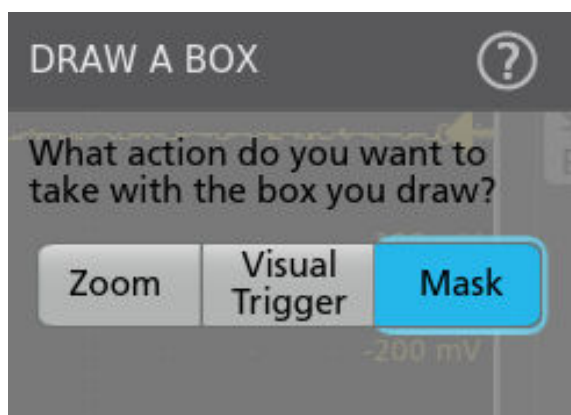 DRAW A BOX ?
What action do you want to
take with the box you draw?
Zoom
Visual
Trigger
Mask
-200 mV